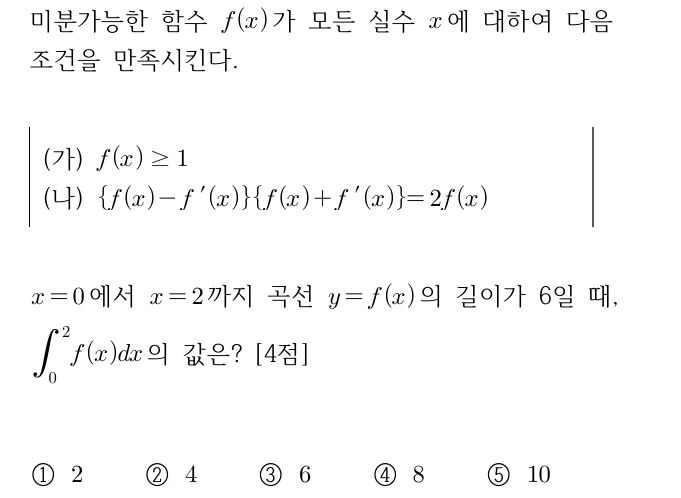 미분가능한 함수 f(x)가 모든 실수 x에 대하여 다음
조건을 만족시킨다.
(가) f(x) ≥ 1
(나) {f(x)−f′(x)}{f(x)+f′(x)}=2f(x)
x=0에서 x=2까지 곡선 y=f(x)의 길이가 6일 때,
∫₀² f(x)dx의 값은? [4점]
① 2 ② 4 ③ 6 ④ 8 ⑤ 10